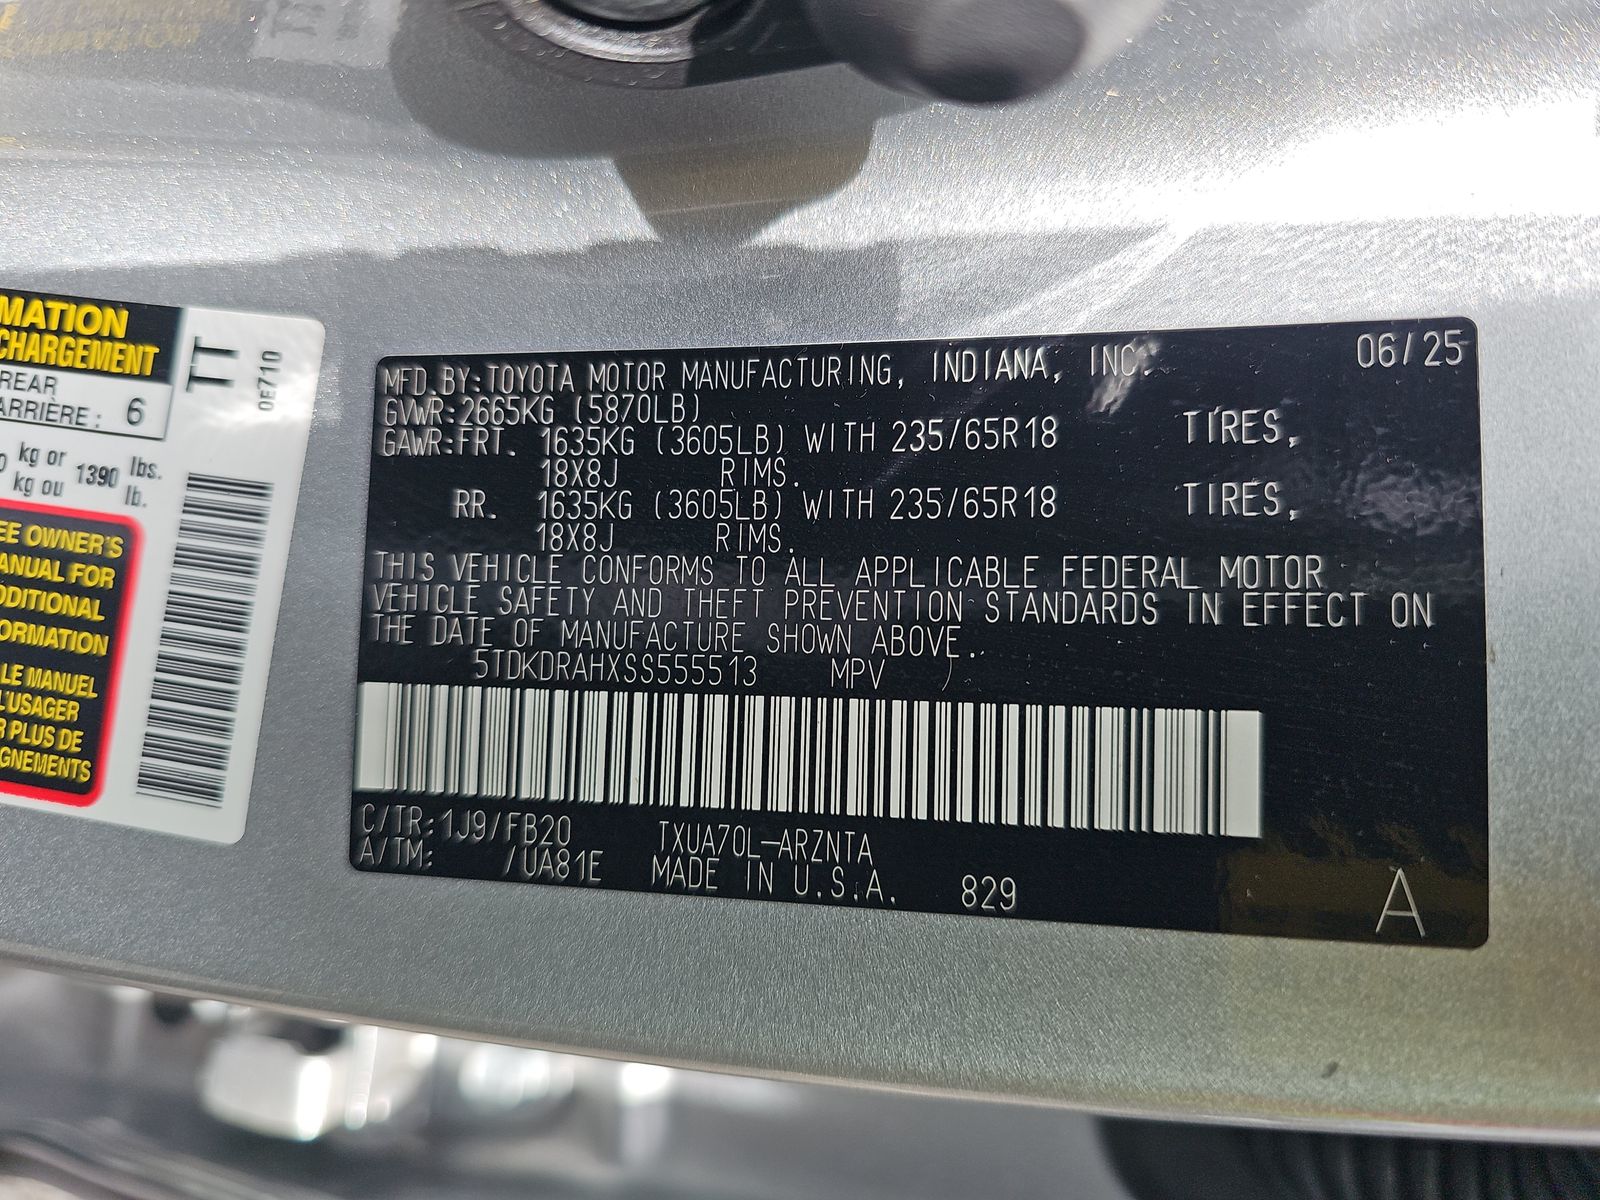 MATION
CHARGEMENT
REAR
ARRIÈRE: 6
kg or 1390 lbs.
kg ou lb.
EE OWNER'S
ANUAL FOR
DDITIONAL
ORMATION
LE MANUEL
L'USAGER
R PLUS DE
GNEMENTS
TT
0E710
06/25
MFD.BY:TOYOTA MOTOR MANUFACTURING, INDIANA, INC.
GVWR:2665KG (5870LB)
GAWR:FRT. 1635KG (3605LB) WITH 235/65R18 TIRES,
18X8J RIMS.
RR. 1635KG (3605LB) WITH 235/65R18 TIRES,
18X8J RIMS.
THIS VEHICLE CONFORMS TO ALL APPLICABLE FEDERAL MOTOR
VEHICLE SAFETY AND THEFT PREVENTION STANDARDS IN EFFECT ON
THE DATE OF MANUFACTURE SHOWN ABOVE.
5TDKDRAHXSS555513 MPV
C/TR:1J9/FB20 TXUA70L-ARZNTA
A/TM: /UA81E MADE IN U.S.A. 829
A